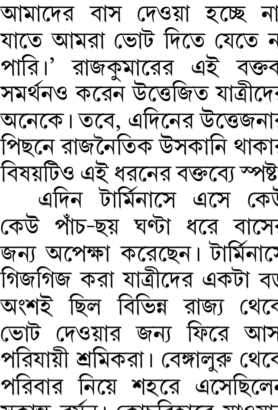 আমাদের বাস দেওয়া হচ্ছে না
যাতে আমরা ভোট দিতে যেতে ন
পারি।’ রাজকুমারের এই বক্তব
সমর্থনও করেন উত্তেজিত যাত্রীদে
অনেকে। তবে, এদিনের উত্তেজনা
পিছনে রাজনৈতিক উসকানি থাকা
বিষয়টিও এই ধরনের বক্তব্যে স্পষ্ট
এদিন টার্মিনাসে এসে কে
কেউ পাঁচ-ছয় ঘণ্টা ধরে বাসে
জন্য অপেক্ষা করেছেন। টার্মিনাসে
গিজগিজ করা যাত্রীদের একটা ব
অংশই ছিল বিভিন্ন রাজ্য থেকে
ভোট দেওয়ার জন্য ফিরে আস
পরিযায়ী শ্রমিকরা। বেঙ্গালুরু থেকে
পরিবার নিয়ে শহরে এসেছিলে